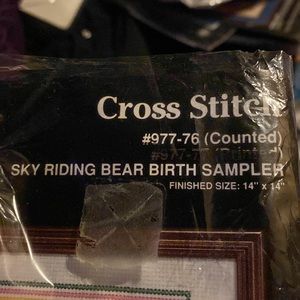 Cross Stitch
#977-76 (Counted)
SKY RIDING BEAR BIRTH SAMPLER
FINISHED SIZE: 14" x 14"